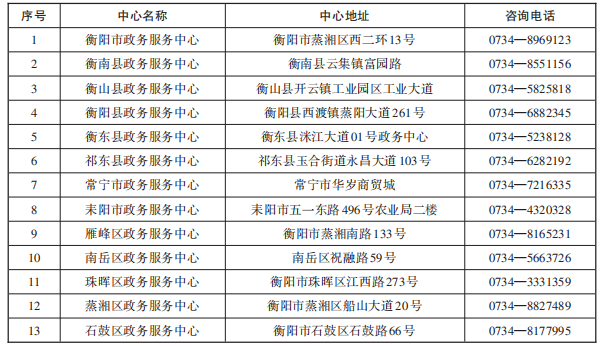 序号 中心名称 中心地址 咨询电话
1 衡阳市政务服务中心 衡阳市蒸湘区西二环13号 0734—8969123
2 衡南县政务服务中心 衡南县云集镇富园路 0734—8551156
3 衡山县政务服务中心 衡山县开云镇工业园区工业大道 0734—5825818
4 衡阳县政务服务中心 衡阳县西渡镇蒸阳大道261号 0734—6882345
5 衡东县政务服务中心 衡东县洣江大道01号政务中心 0734—5238128
6 祁东县政务服务中心 祁东县玉合街道永昌大道103号 0734—6282192
7 常宁市政务服务中心 常宁市华岁商贸城 0734—7216335
8 耒阳市政务服务中心 耒阳市五一东路496号农业局二楼 0734—4320328
9 雁峰区政务服务中心 衡阳市蒸湘南路133号 0734—8165231
10 南岳区政务服务中心 南岳区祝融路59号 0734—5663726
11 珠晖区政务服务中心 衡阳市珠晖区江西路273号 0734—3331359
12 蒸湘区政务服务中心 衡阳市蒸湘区船山大道20号 0734—8827489
13 石鼓区政务服务中心 衡阳市石鼓区石鼓路66号 0734—8177995